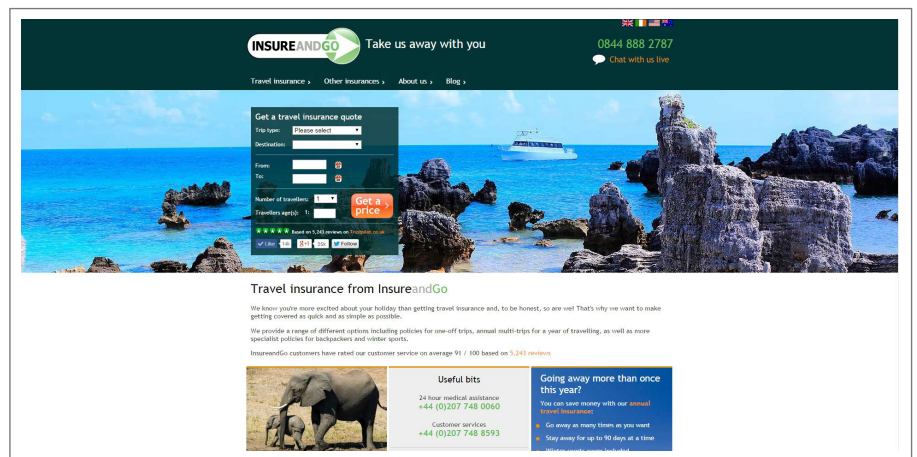 INSUREANDGO
Take us away with you
0844 888 2787
Chat with us live
Travel insurance › Other insurances › About us › Blog ›
Get a travel insurance quote
Trip type: Please select
Destination:
From:
To:
Number of travellers: 1
Travellers age(s): 1:
Get a price ›
Based on 5,243 reviews on Trustpilot.co.uk
Like 14k +1 35k Follow
Travel insurance from InsureandGo
We know you're more excited about your holiday than getting travel insurance and, to be honest, so are we! That's why we want to make
getting covered as quick and as simple as possible.
We provide a range of different options including policies for one-off trips, annual multi-trips for a year of travelling, as well as more
specialist policies for backpackers and winter sports.
InsureandGo customers have rated our customer service on average 91 / 100 based on 5,243 reviews
Useful bits
24 hour medical assistance
+44 (0)207 748 0060
Customer services
+44 (0)207 748 8593
Going away more than once
this year?
You can save money with our annual
travel insurance:
Go away as many times as you want
Stay away for up to 90 days at a time